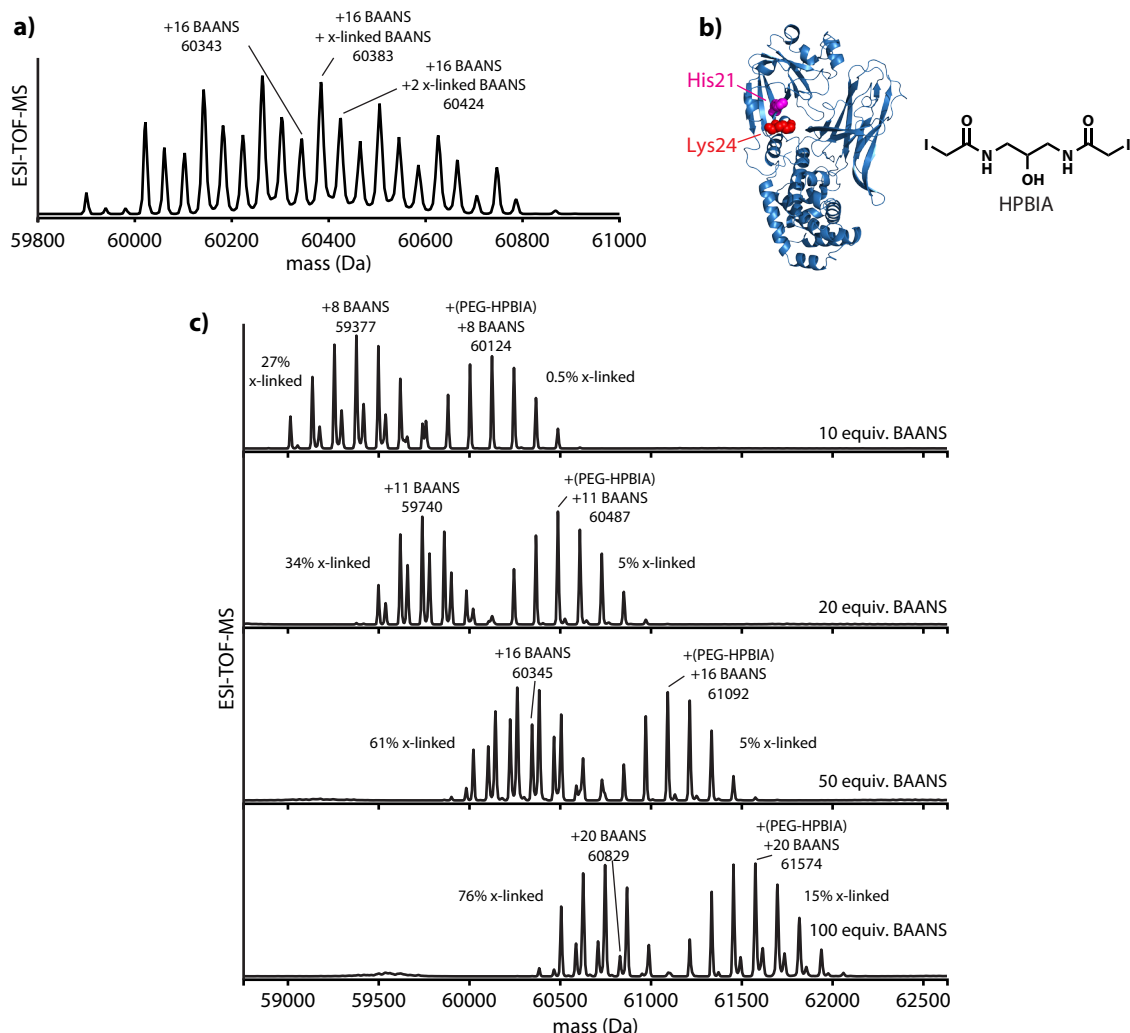 a)
ESI-TOF-MS
+16 BAANS
60343
+16 BAANS
+ x-linked BAANS
60383
+16 BAANS
+2 x-linked BAANS
60424
59800 60000 60200 60400 60600 60800 61000
mass (Da)
b)
His21
Lys24
I
O
N
H
OH
N
H
O
I
HPBIA
c)
ESI-TOF-MS
+8 BAANS
59377
+(PEG-HPBIA)
+8 BAANS
60124
27%
x-linked
0.5% x-linked
10 equiv. BAANS
+11 BAANS
59740
+(PEG-HPBIA)
+11 BAANS
60487
34% x-linked
5% x-linked
20 equiv. BAANS
+16 BAANS
60345
+(PEG-HPBIA)
+16 BAANS
61092
61% x-linked
5% x-linked
50 equiv. BAANS
+20 BAANS
60829
+(PEG-HPBIA)
+20 BAANS
61574
76% x-linked
15% x-linked
100 equiv. BAANS
59000 59500 60000 60500 61000 61500 62000 62500
mass (Da)